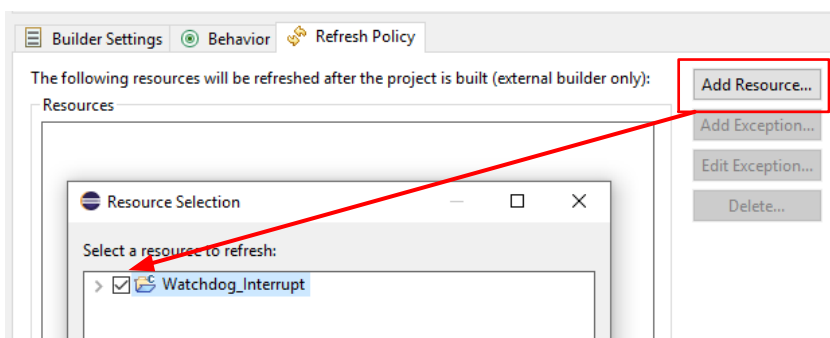 Builder Settings Behavior Refresh Policy
The following resources will be refreshed after the project is built (external builder only):
Resources
Add Resource...
Add Exception...
Edit Exception...
Delete...
Resource Selection
Select a resource to refresh:
Watchdog_Interrupt